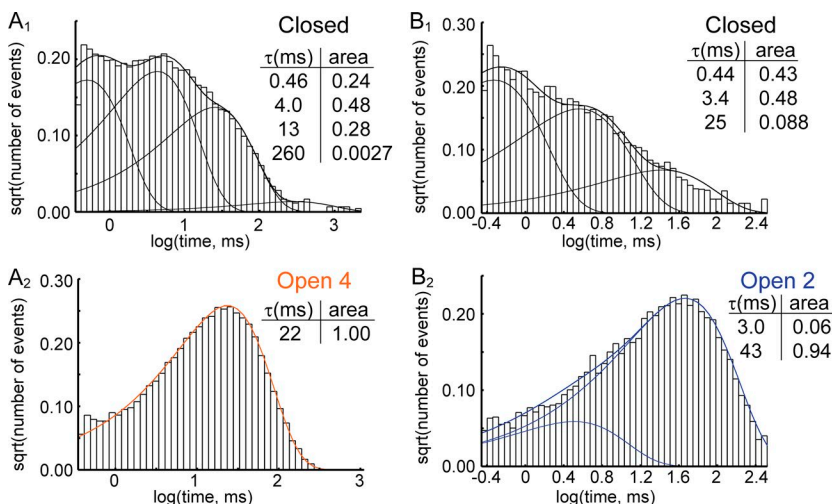 A1 Closed
τ(ms) area
0.46 0.24
4.0 0.48
13 0.28
260 0.0027
sqrt(number of events)
0.20
0.10
0.00
0 1 2 3
log(time, ms)
B1 Closed
τ(ms) area
0.44 0.43
3.4 0.48
25 0.088
sqrt(number of events)
0.30
0.20
0.10
0.00
-0.4 0 0.4 0.8 1.2 1.6 2 2.4
log(time, ms)
A2 Open 4
τ(ms) area
22 1.00
sqrt(number of events)
0.30
0.20
0.10
0.00
0 1 2 3
log(time, ms)
B2 Open 2
τ(ms) area
3.0 0.06
43 0.94
sqrt(number of events)
0.20
0.10
0.00
-0.4 0 0.4 0.8 1.2 1.6 2 2.4
log(time, ms)